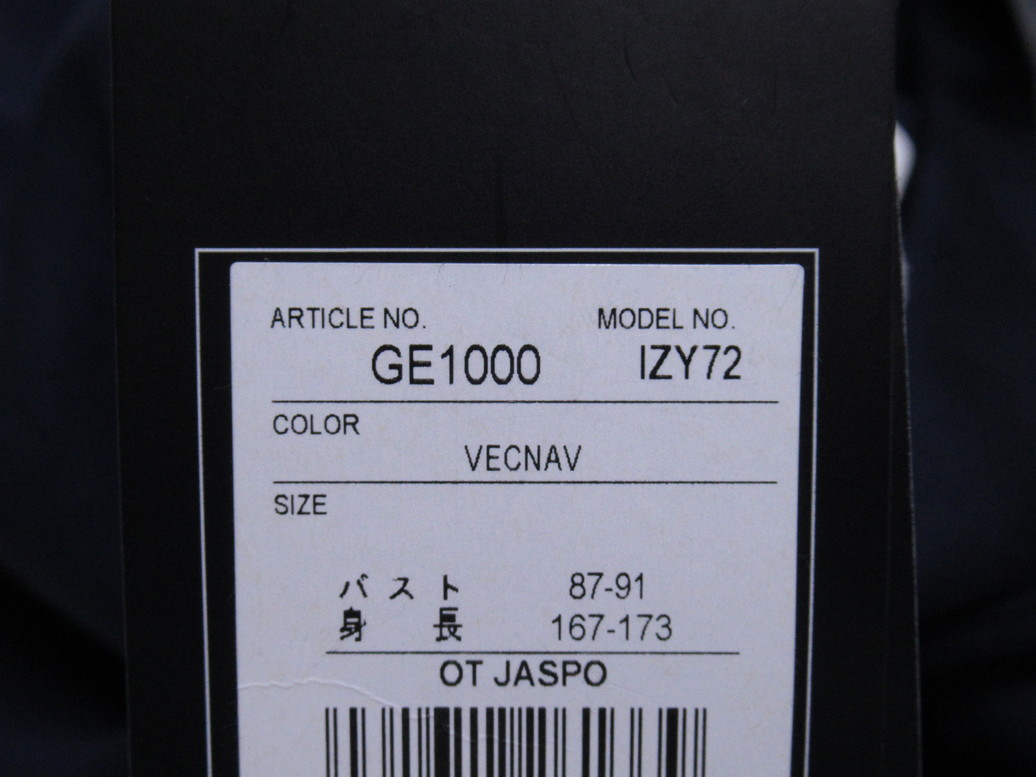 ARTICLE NO. MODEL NO.
GE1000 IZY72
COLOR
VECNAV
SIZE
バスト 87-91
身長 167-173
OT JASPO